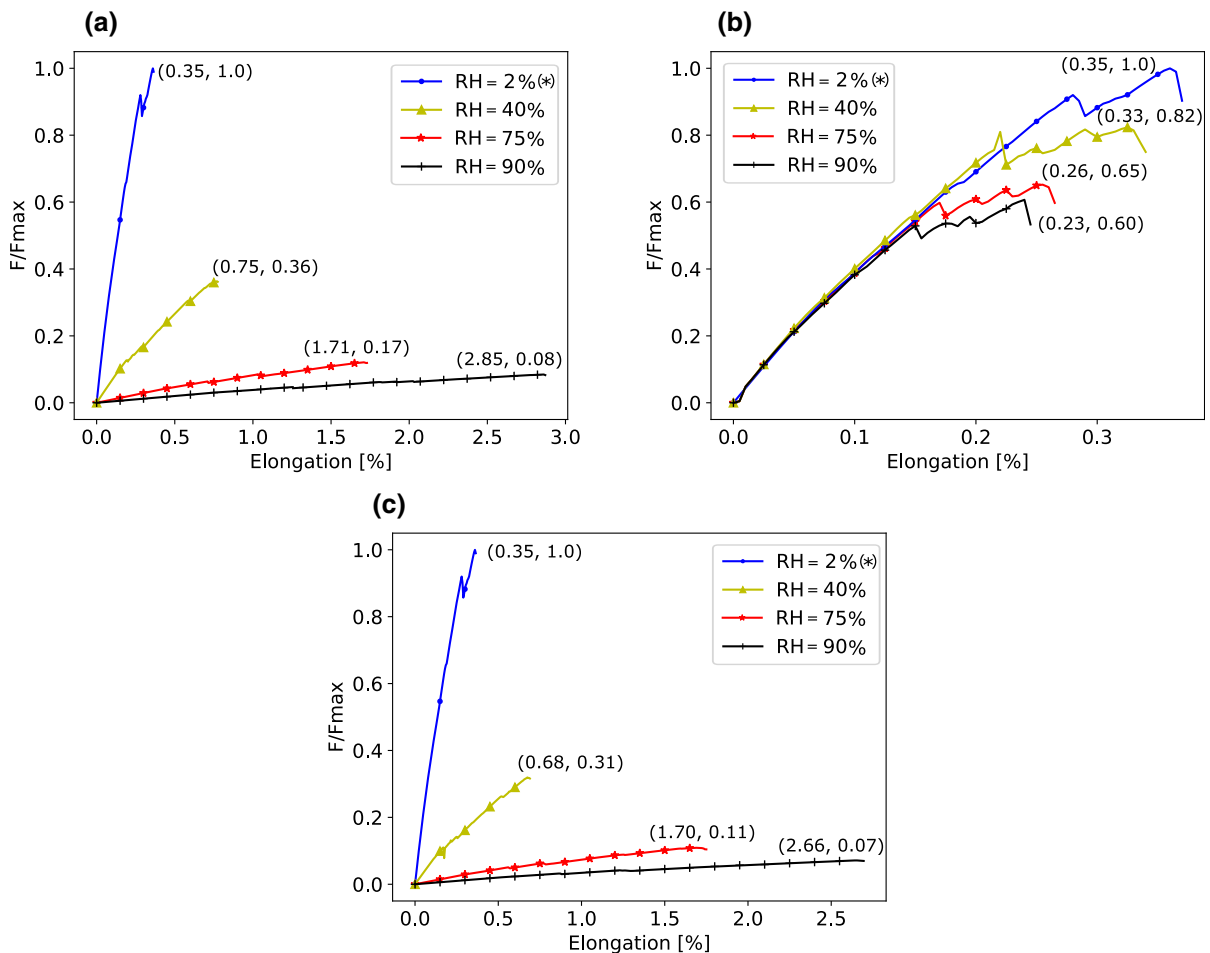 (a)
(0.35, 1.0)
(0.75, 0.36)
(1.71, 0.17)
(2.85, 0.08)
RH = 2%(*)
RH = 40%
RH = 75%
RH = 90%
F/Fmax
1.0
0.8
0.6
0.4
0.2
0.0
0.0 0.5 1.0 1.5 2.0 2.5 3.0
Elongation [%]
(b)
RH = 2%(*)
RH = 40%
RH = 75%
RH = 90%
(0.35, 1.0)
(0.33, 0.82)
(0.26, 0.65)
(0.23, 0.60)
F/Fmax
1.0
0.8
0.6
0.4
0.2
0.0
0.0 0.1 0.2 0.3
Elongation [%]
(c)
(0.35, 1.0)
(0.68, 0.31)
(1.70, 0.11)
(2.66, 0.07)
RH = 2%(*)
RH = 40%
RH = 75%
RH = 90%
F/Fmax
1.0
0.8
0.6
0.4
0.2
0.0
0.0 0.5 1.0 1.5 2.0 2.5
Elongation [%]